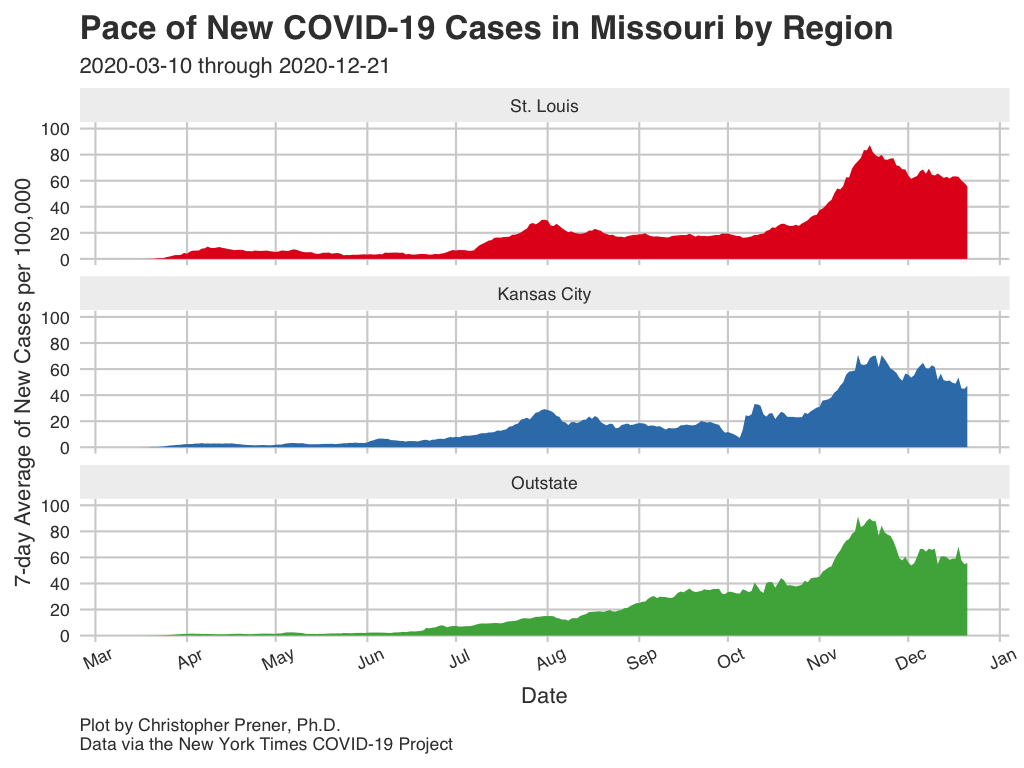 Pace of New COVID-19 Cases in Missouri by Region
2020-03-10 through 2020-12-21
7-day Average of New Cases per 100,000
St. Louis
100
80
60
40
20
0
Kansas City
100
80
60
40
20
0
Outstate
100
80
60
40
20
0
Mar Apr May Jun Jul Aug Sep Oct Nov Dec Jan
Date
Plot by Christopher Prener, Ph.D.
Data via the New York Times COVID-19 Project